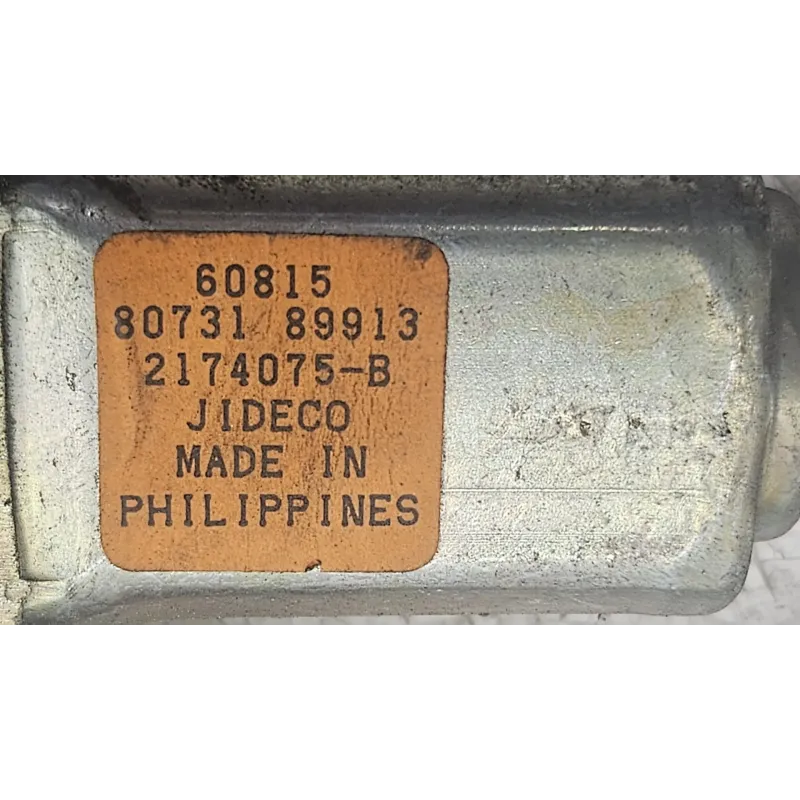 60815
80731 89913
2174075-B
JIDECO
MADE IN
PHILIPPINES